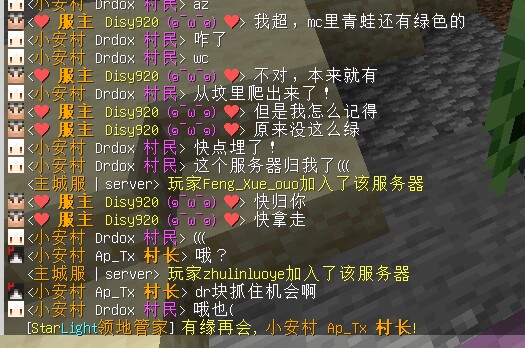 <小安村 Drdox 村民> az
<❤ 服主 Disy920 (๑¯ω¯๑) ❤> 我超，mc里青蛙还有绿色的
<小安村 Drdox 村民> 咋了
<小安村 Drdox 村民> wc
<❤ 服主 Disy920 (๑¯ω¯๑) ❤> 不对，本来就有
<小安村 Drdox 村民> 从坟里爬出来了！
<❤ 服主 Disy920 (๑¯ω¯๑) ❤> 但是我怎么记得
<❤ 服主 Disy920 (๑¯ω¯๑) ❤> 原来没这么绿
<小安村 Drdox 村民> 快点埋了！
<小安村 Drdox 村民> 这个服务器归我了(((
<主城服 | server> 玩家Feng_Xue_ouo加入了该服务器
<❤ 服主 Disy920 (๑¯ω¯๑) ❤> 快归你
<❤ 服主 Disy920 (๑¯ω¯๑) ❤> 快拿走
<小安村 Drdox 村民> (((
<小安村 Ap_Tx 村长> 哦？
<主城服 | server> 玩家zhulinluoye加入了该服务器
<小安村 Ap_Tx 村长> dr块抓住机会啊
<小安村 Drdox 村民> 哦也(
[StarLight领地管家] 有缘再会, 小安村 Ap_Tx 村长!